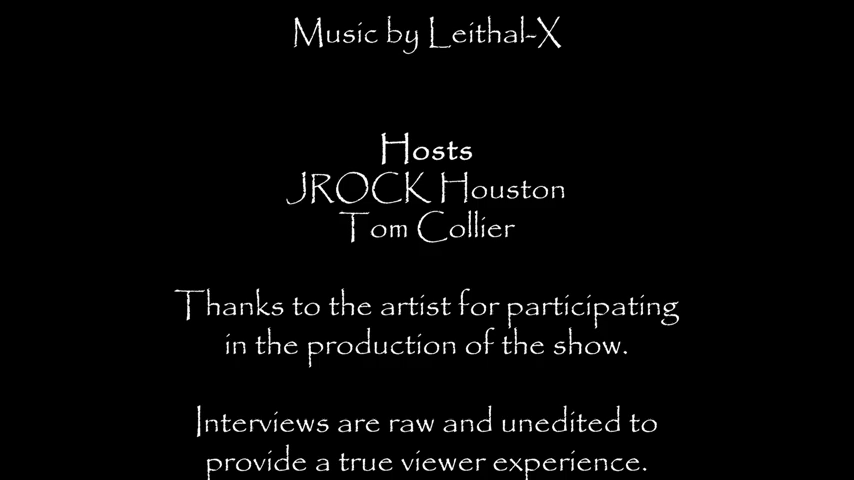 Music by Leithal-X
Hosts
JROCK Houston
Tom Collier
Thanks to the artist for participating
in the production of the show.
Interviews are raw and unedited to
provide a true viewer experience.